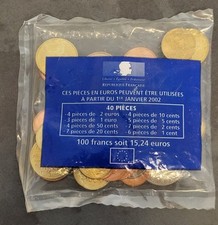 RÉPUBLIQUE FRANÇAISE
CES PIÈCES EN EUROS PEUVENT ÊTRE UTILISÉES
À PARTIR DU 1ER JANVIER 2002
40 PIÈCES
-4 pièces de 2 euros -4 pièces de 10 cents
-3 pièces de 1 euro -5 pièces de 5 cents
-4 pièces de 50 cents -7 pièces de 2 cents
-7 pièces de 20 cents -6 pièces de 1 cent
100 francs soit 15,24 euros